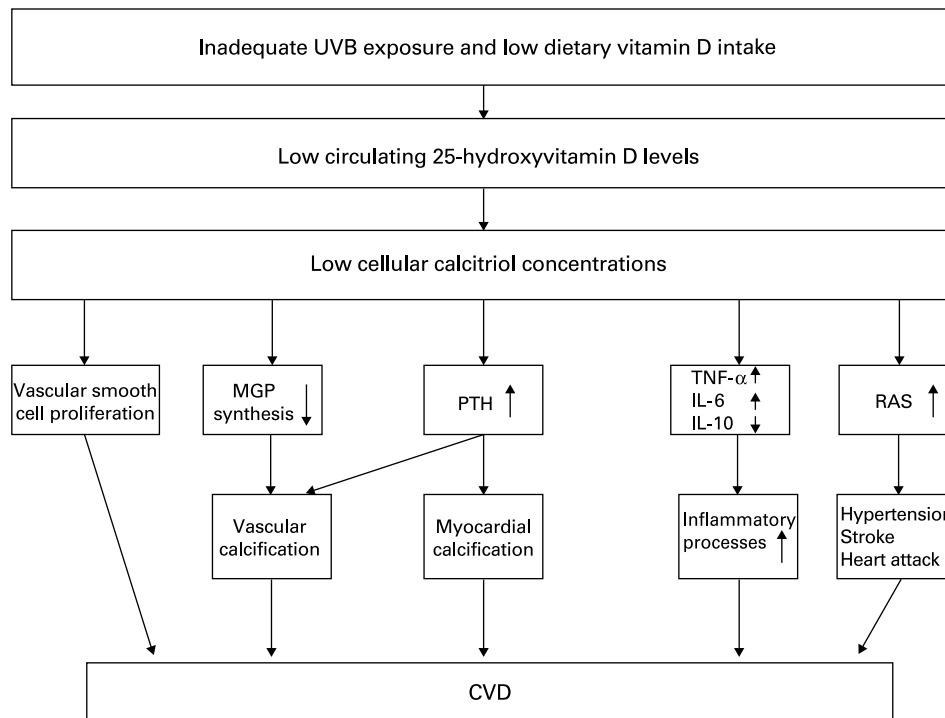 Inadequate UVB exposure and low dietary vitamin D intake
Low circulating 25-hydroxyvitamin D levels
Low cellular calcitriol concentrations
Vascular smooth
cell proliferation
MGP
synthesis
PTH
TNF-α
IL-6
IL-10
RAS
Vascular
calcification
Myocardial
calcification
Inflammatory
processes
Hypertension
Stroke
Heart attack
CVD